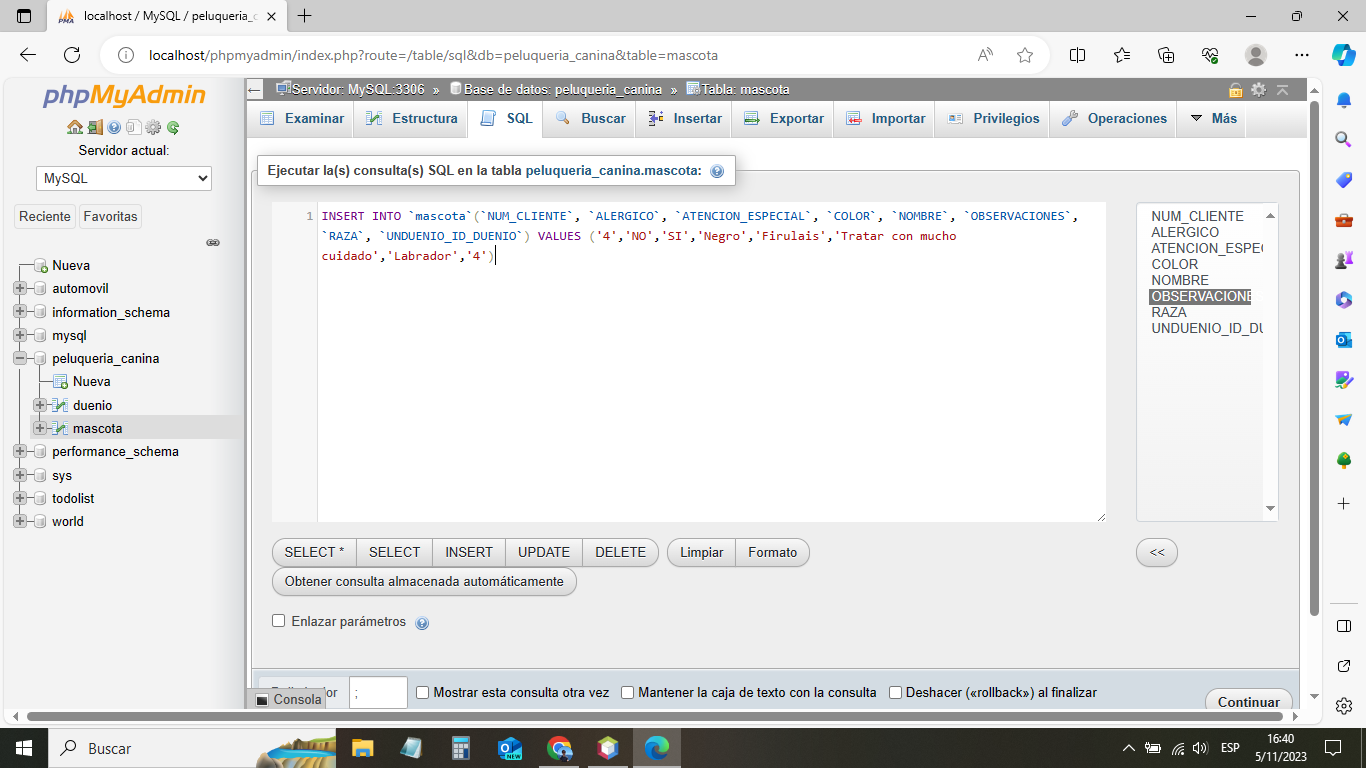 localhost / MySQL / peluqueria_c
localhost/phpmyadmin/index.php?route=/table/sql&db=peluqueria_canina&table=mascota
phpMyAdmin
Servidor actual:
MySQL
Reciente
Favoritas
Nueva
automovil
information_schema
mysql
peluqueria_canina
Nueva
duenio
mascota
performance_schema
sys
todolist
world
Servidor: MySQL:3306 » Base de datos: peluqueria_canina » Tabla: mascota
Examinar Estructura SQL Buscar Insertar Exportar Importar Privilegios Operaciones Más
Ejecutar la(s) consulta(s) SQL en la tabla peluqueria_canina.mascota:
1 INSERT INTO `mascota`(`NUM_CLIENTE`, `ALERGICO`, `ATENCION_ESPECIAL`, `COLOR`, `NOMBRE`, `OBSERVACIONES`,
`RAZA`, `UNDUENIO_ID_DUENIO`) VALUES ('4','NO','SI','Negro','Firulais','Tratar con mucho
cuidado','Labrador','4')
NUM_CLIENTE
ALERGICO
ATENCION_ESPEC
COLOR
NOMBRE
OBSERVACIONE
RAZA
UNDUENIO_ID_DU
SELECT * SELECT INSERT UPDATE DELETE Limpiar Formato <<
Obtener consulta almacenada automáticamente
Enlazar parámetros
; Mostrar esta consulta otra vez Mantener la caja de texto con la consulta Deshacer («rollback») al finalizar
Continuar
Consola
Buscar
NEW
ESP
16:40
5/11/2023